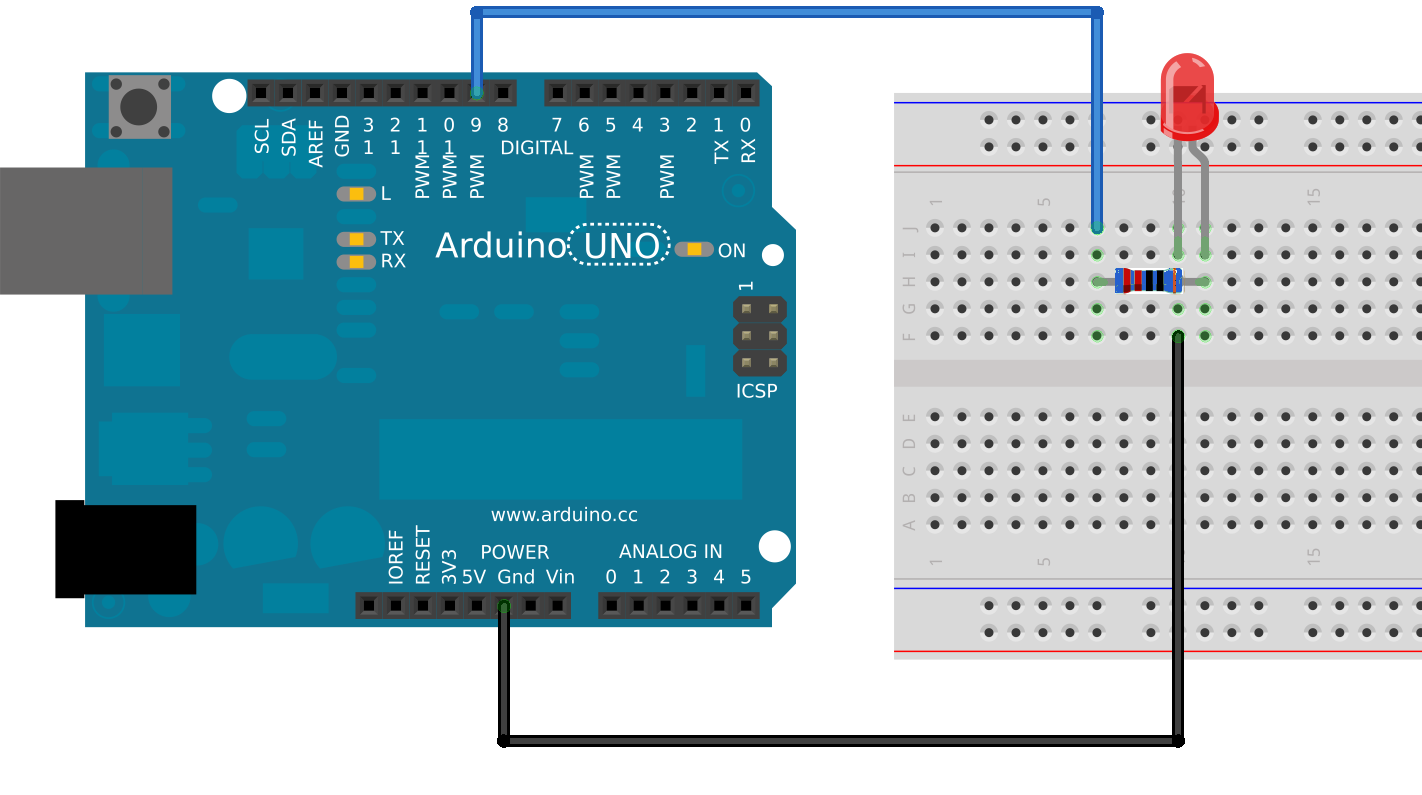 SCL SDA AREF GND 13 12 11 10 9 8 7 6 5 4 3 2 1 0
PWM PWM PWM DIGITAL PWM PWM PWM TX RX
L
TX
RX
Arduino UNO
ON
1
ICSP
www.arduino.cc
POWER
ANALOG IN
IOREF RESET 3V3 5V Gnd Vin
0 1 2 3 4 5
1 5 10 15
J
I
H
G
F
E
D
C
B
A
1 5 15